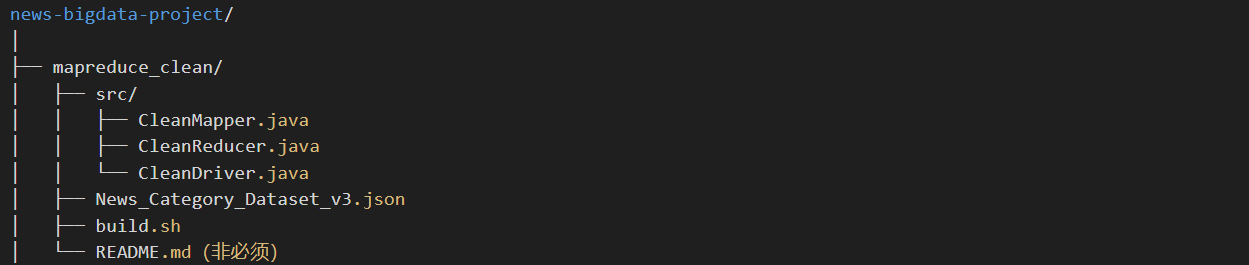 news-bigdata-project/
│
├── mapreduce_clean/
│   ├── src/
│   │   ├── CleanMapper.java
│   │   ├── CleanReducer.java
│   │   └── CleanDriver.java
│   ├── News_Category_Dataset_v3.json
│   ├── build.sh
│   └── README.md（非必须）